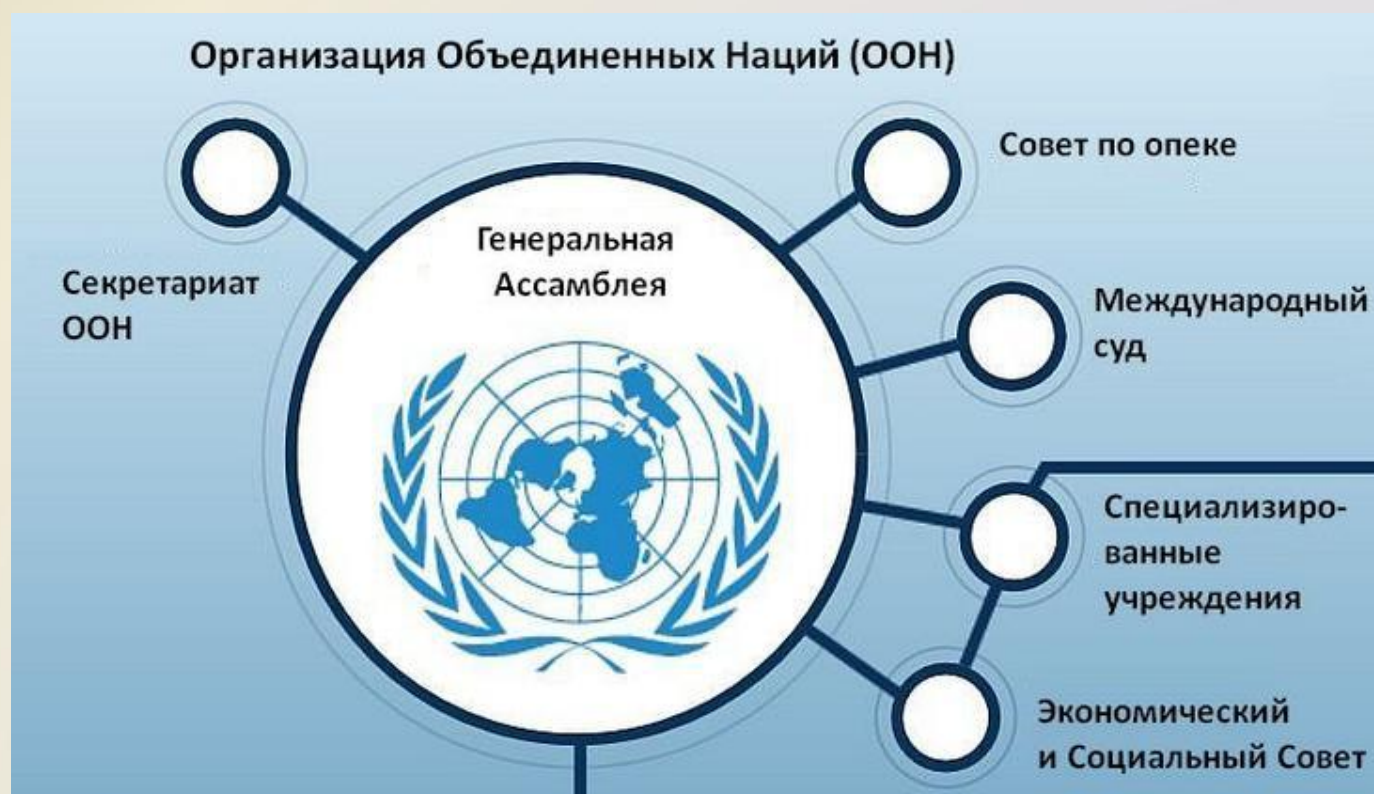 Организация Объединенных Наций (ООН)
Совет по опеке
Генеральная
Ассамблея
Секретариат
ООН
Международный
суд
Специализиро-
ванные
учреждения
Экономический
и Социальный Совет